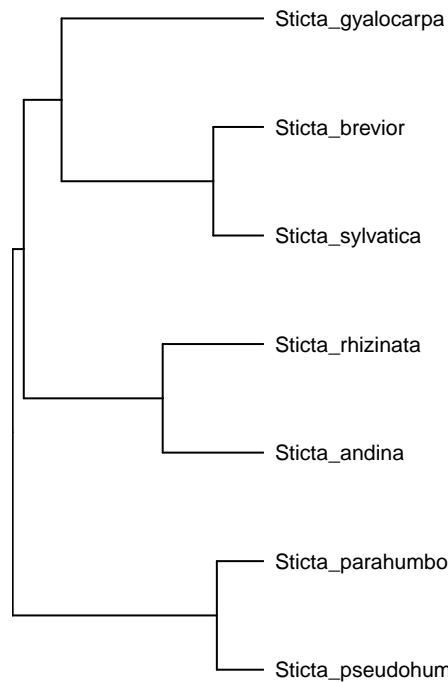 Sticta_gyalocarpa
Sticta_brevior
Sticta_sylvatica
Sticta_rhizinata
Sticta_andina
Sticta_parahumbo
Sticta_pseudohum